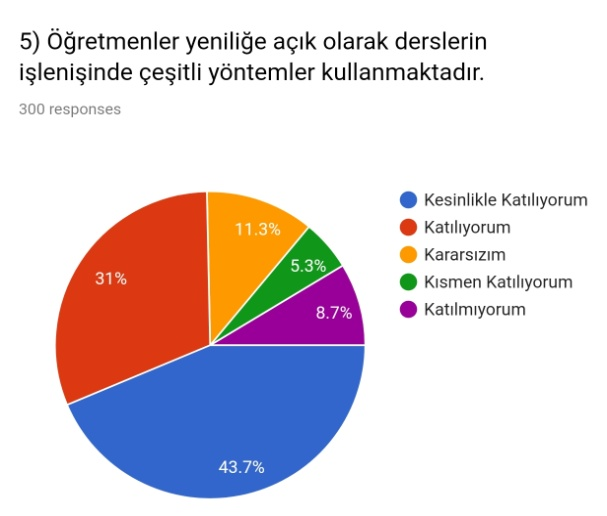 5) Öğretmenler yeniliğe açık olarak derslerin
işlenişinde çeşitli yöntemler kullanmaktadır.
300 responses
Kesinlikle Katılıyorum
Katılıyorum
Kararsızım
Kısmen Katılıyorum
Katılmıyorum
11.3%
5.3%
31%
8.7%
43.7%